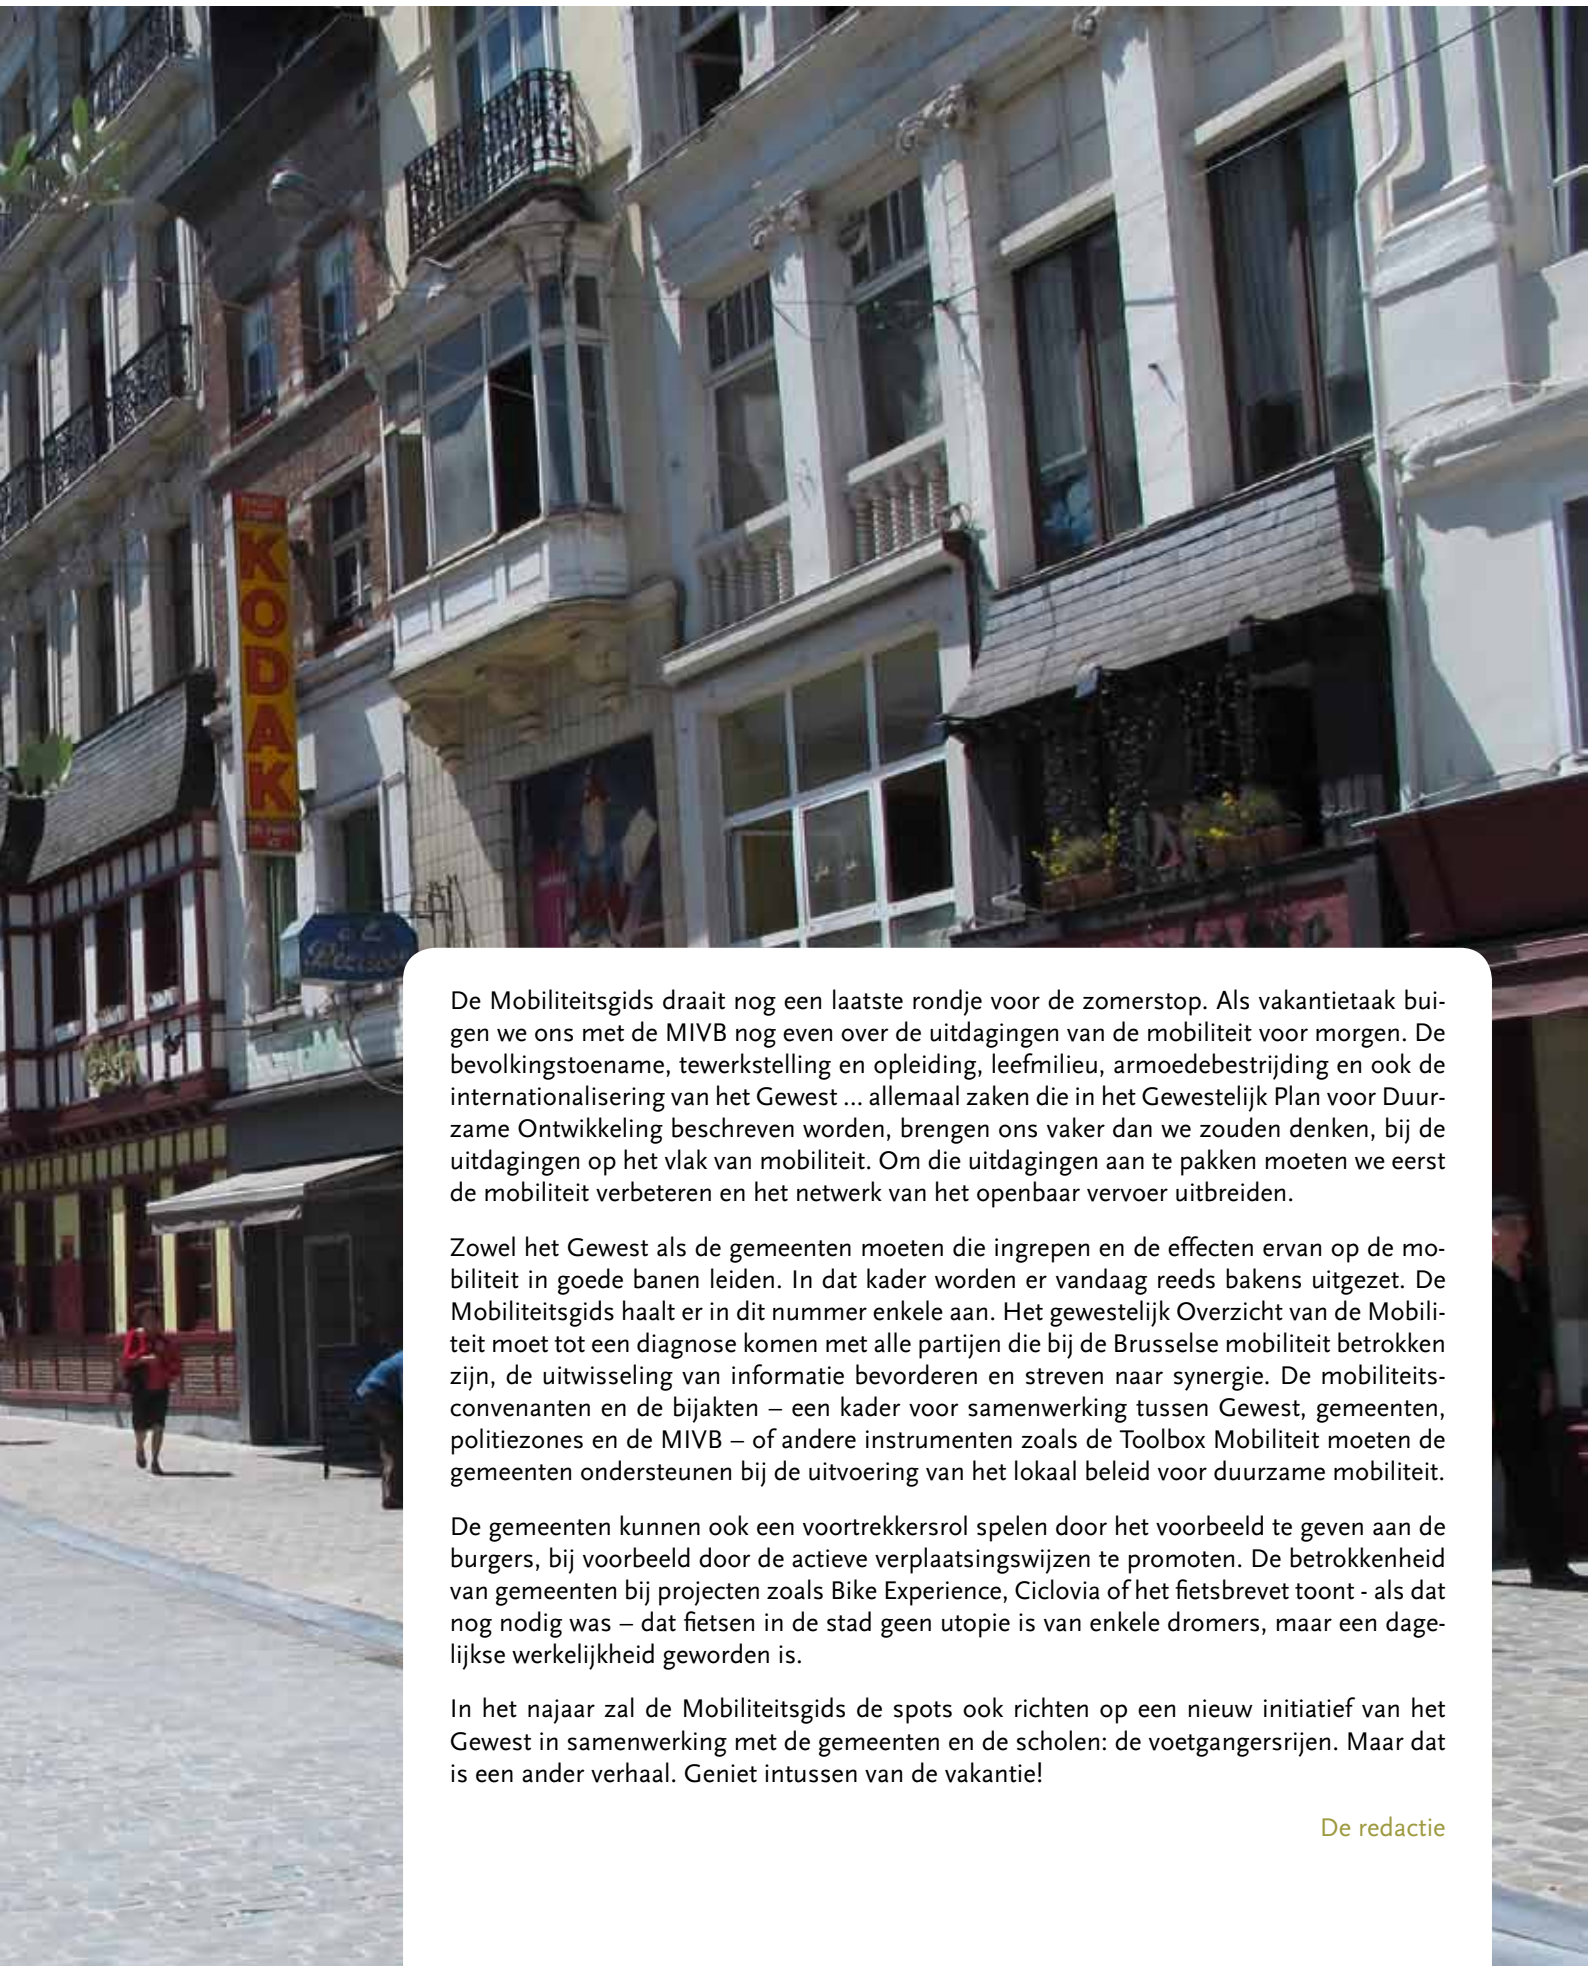 KODAK
De Mobiliteitsgids draait nog een laatste rondje voor de zomerstop. Als vakantietaak bui-
gen we ons met de MIVB nog even over de uitdagingen van de mobiliteit voor morgen. De
bevolkingstoename, tewerkstelling en opleiding, leefmilieu, armoedebestrijding en ook de
internationalisering van het Gewest ... allemaal zaken die in het Gewestelijk Plan voor Duur-
zame Ontwikkeling beschreven worden, brengen ons vaker dan we zouden denken, bij de
uitdagingen op het vlak van mobiliteit. Om die uitdagingen aan te pakken moeten we eerst
de mobiliteit verbeteren en het netwerk van het openbaar vervoer uitbreiden.
Zowel het Gewest als de gemeenten moeten die ingrepen en de effecten ervan op de mo-
biliteit in goede banen leiden. In dat kader worden er vandaag reeds bakens uitgezet. De
Mobiliteitsgids haalt er in dit nummer enkele aan. Het gewestelijk Overzicht van de Mobili-
teit moet tot een diagnose komen met alle partijen die bij de Brusselse mobiliteit betrokken
zijn, de uitwisseling van informatie bevorderen en streven naar synergie. De mobiliteits-
convenanten en de bijakten – een kader voor samenwerking tussen Gewest, gemeenten,
politiezones en de MIVB – of andere instrumenten zoals de Toolbox Mobiliteit moeten de
gemeenten ondersteunen bij de uitvoering van het lokaal beleid voor duurzame mobiliteit.
De gemeenten kunnen ook een voortrekkersrol spelen door het voorbeeld te geven aan de
burgers, bij voorbeeld door de actieve verplaatsingswijzen te promoten. De betrokkenheid
van gemeenten bij projecten zoals Bike Experience, Ciclovia of het fietsbrevet toont - als dat
nog nodig was – dat fietsen in de stad geen utopie is van enkele dromers, maar een dage-
lijkse werkelijkheid geworden is.
In het najaar zal de Mobiliteitsgids de spots ook richten op een nieuw initiatief van het
Gewest in samenwerking met de gemeenten en de scholen: de voetgangersrijen. Maar dat
is een ander verhaal. Geniet intussen van de vakantie!
De redactie